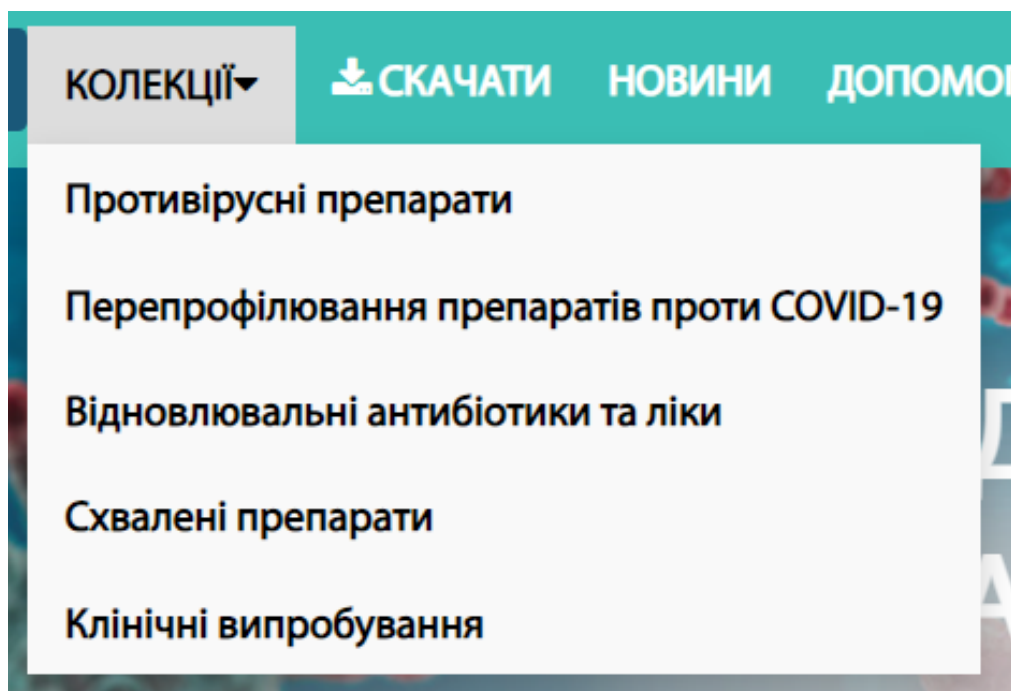 КОЛЕКЦІЇ СКАЧАТИ НОВИНИ
Противірусні препарати
Перепрофілювання препаратів проти COVID-19
Відновлювальні антибіотики та ліки
Схвалені препарати
Клінічні випробування